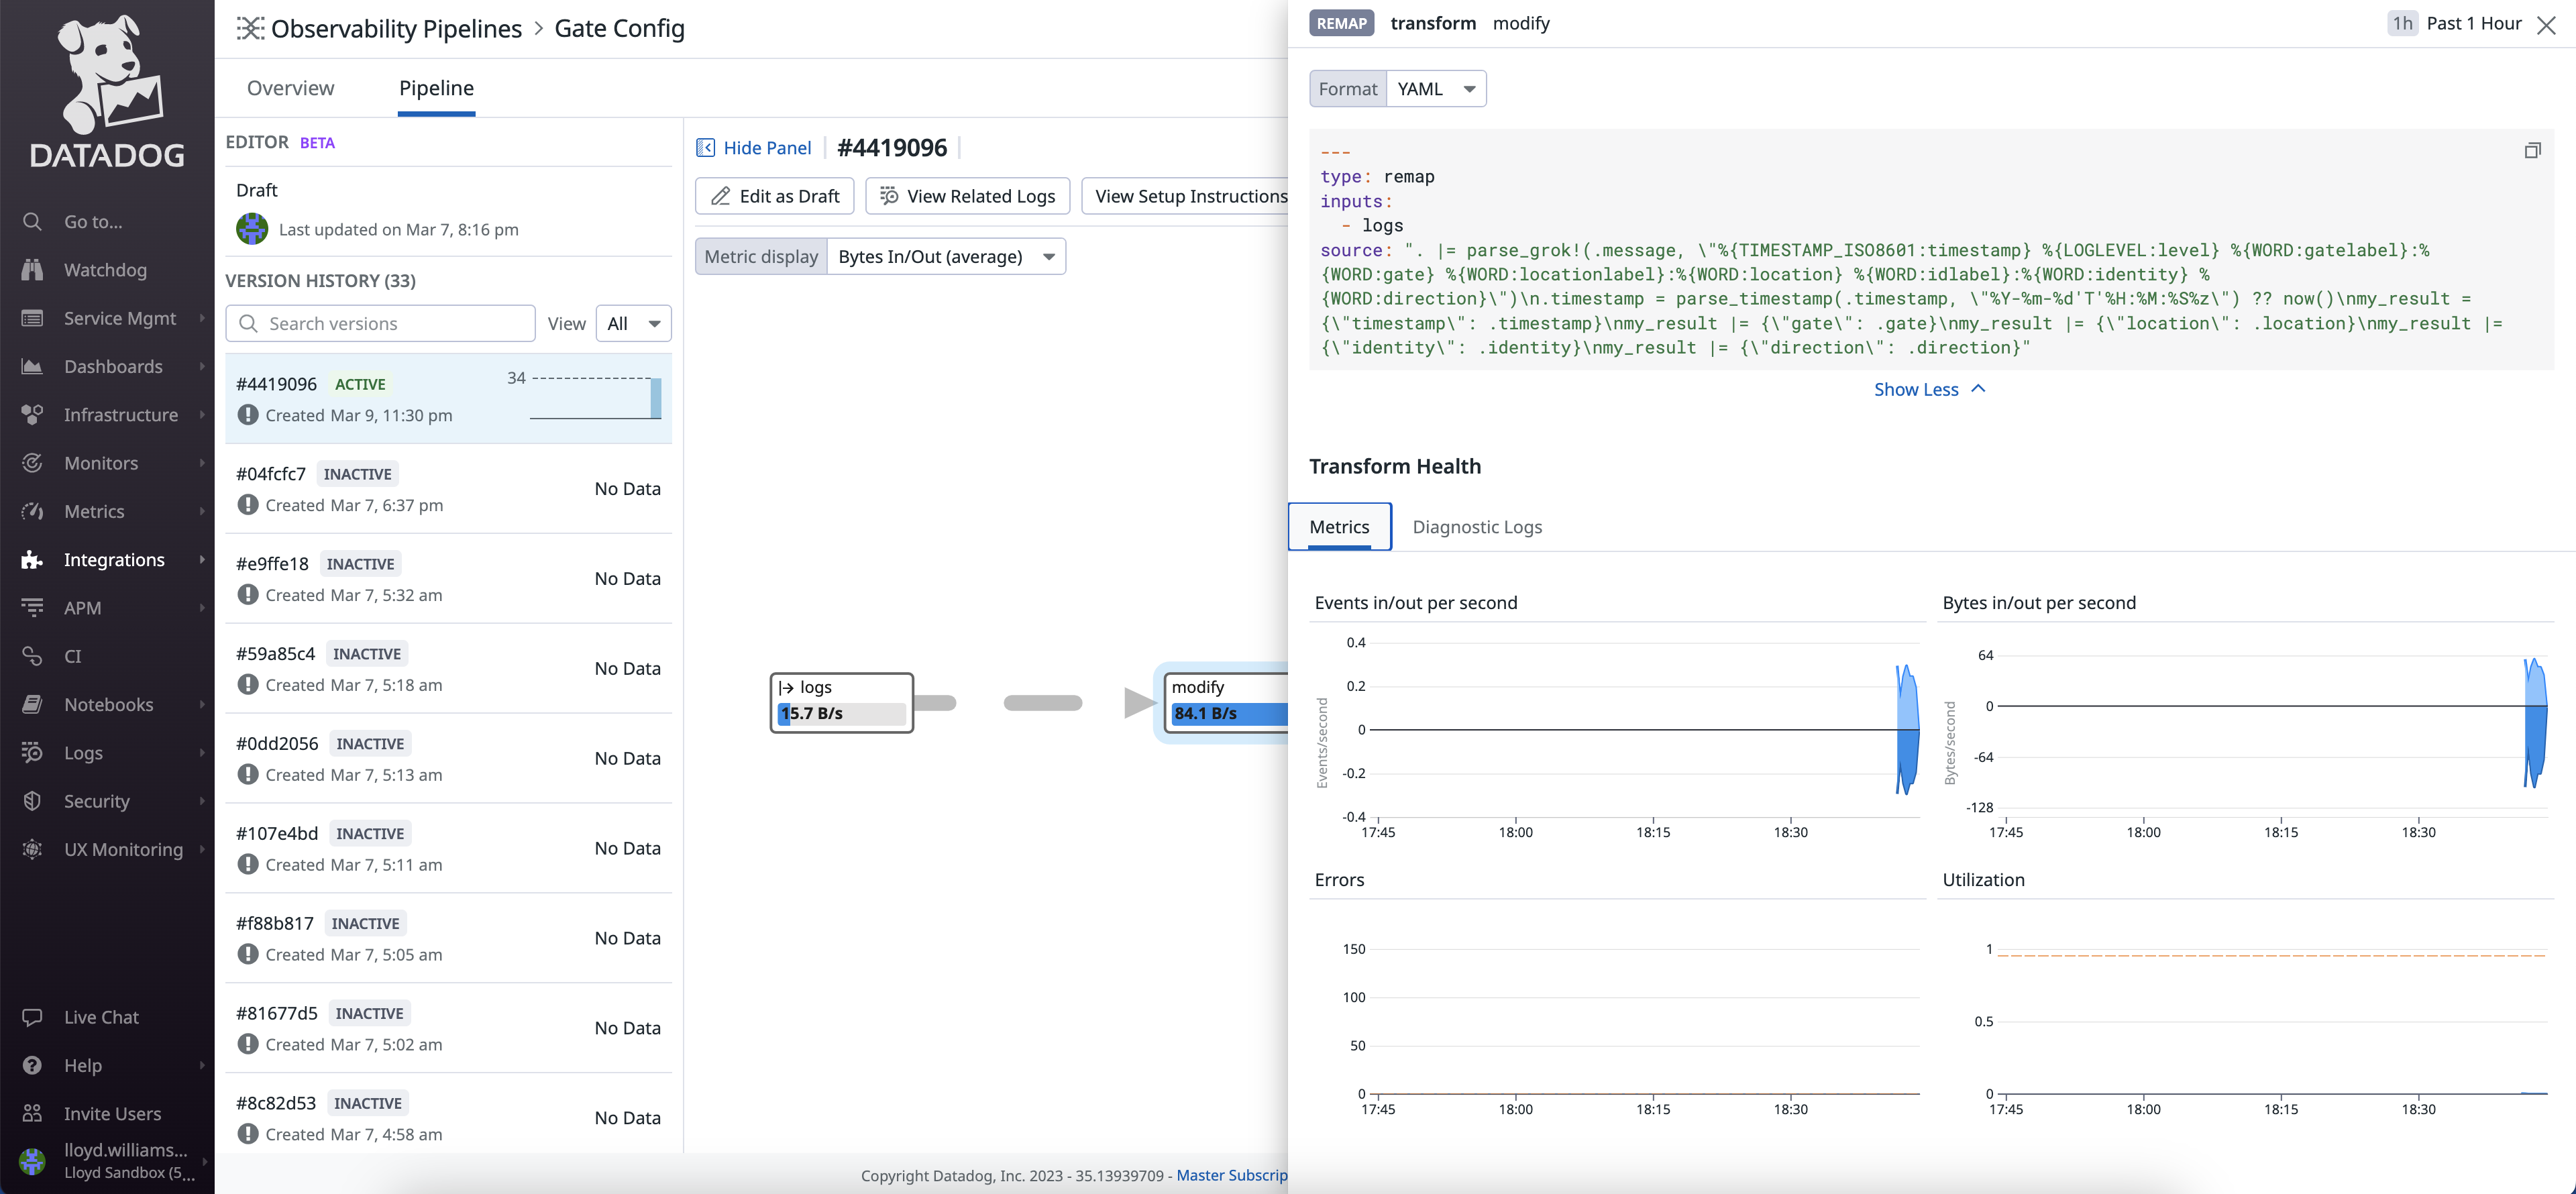 DATADOG
Go to...
Watchdog
Service Mgmt
Dashboards
Infrastructure
Monitors
Metrics
Integrations
APM
CI
Notebooks
Logs
Security
UX Monitoring
Live Chat
Help
Invite Users
lloyd.williams...
Lloyd Sandbox (5...
Observability Pipelines > Gate Config
Overview
Pipeline
EDITOR BETA
Draft
Last updated on Mar 7, 8:16 pm
VERSION HISTORY (33)
Search versions
View
All
#4419096 ACTIVE
34
Created Mar 9, 11:30 pm
#04fcfc7 INACTIVE
Created Mar 7, 6:37 pm
No Data
#e9ffe18 INACTIVE
Created Mar 7, 5:32 am
No Data
#59a85c4 INACTIVE
Created Mar 7, 5:18 am
No Data
#0dd2056 INACTIVE
Created Mar 7, 5:13 am
No Data
#107e4bd INACTIVE
Created Mar 7, 5:11 am
No Data
#f88b817 INACTIVE
Created Mar 7, 5:05 am
No Data
#81677d5 INACTIVE
Created Mar 7, 5:02 am
No Data
#8c82d53 INACTIVE
Created Mar 7, 4:58 am
No Data
Hide Panel
#4419096
Edit as Draft
View Related Logs
View Setup Instructions
Metric display
Bytes In/Out (average)
logs
15.7 B/s
modify
84.1 B/s
Copyright Datadog, Inc. 2023 - 35.13939709 - Master Subscrip
REMAP transform modify
1h Past 1 Hour
Format YAML
---
type: remap
inputs:
- logs
source: ". |= parse_grok!(.message, \"%{TIMESTAMP_ISO8601:timestamp} %{LOGLEVEL:level} %{WORD:gatelabel}:%
{WORD:gate} %{WORD:locationlabel}:%{WORD:location} %{WORD:idlabel}:%{WORD:identity} %
{WORD:direction}\")\n.timestamp = parse_timestamp(.timestamp, \"%Y-%m-%d'T'%H:%M:%S%z\") ?? now()\nmy_result =
{\"timestamp\": .timestamp}\nmy_result |= {\"gate\": .gate}\nmy_result |= {\"location\": .location}\nmy_result |=
{\"identity\": .identity}\nmy_result |= {\"direction\": .direction}"
Show Less
Transform Health
Metrics
Diagnostic Logs
Events in/out per second
Events/second
0.4
0.2
0
-0.2
-0.4
17:45
18:00
18:15
18:30
Bytes in/out per second
Bytes/second
64
0
-64
-128
17:45
18:00
18:15
18:30
Errors
150
100
50
0
17:45
18:00
18:15
18:30
Utilization
1
0.5
0
17:45
18:00
18:15
18:30